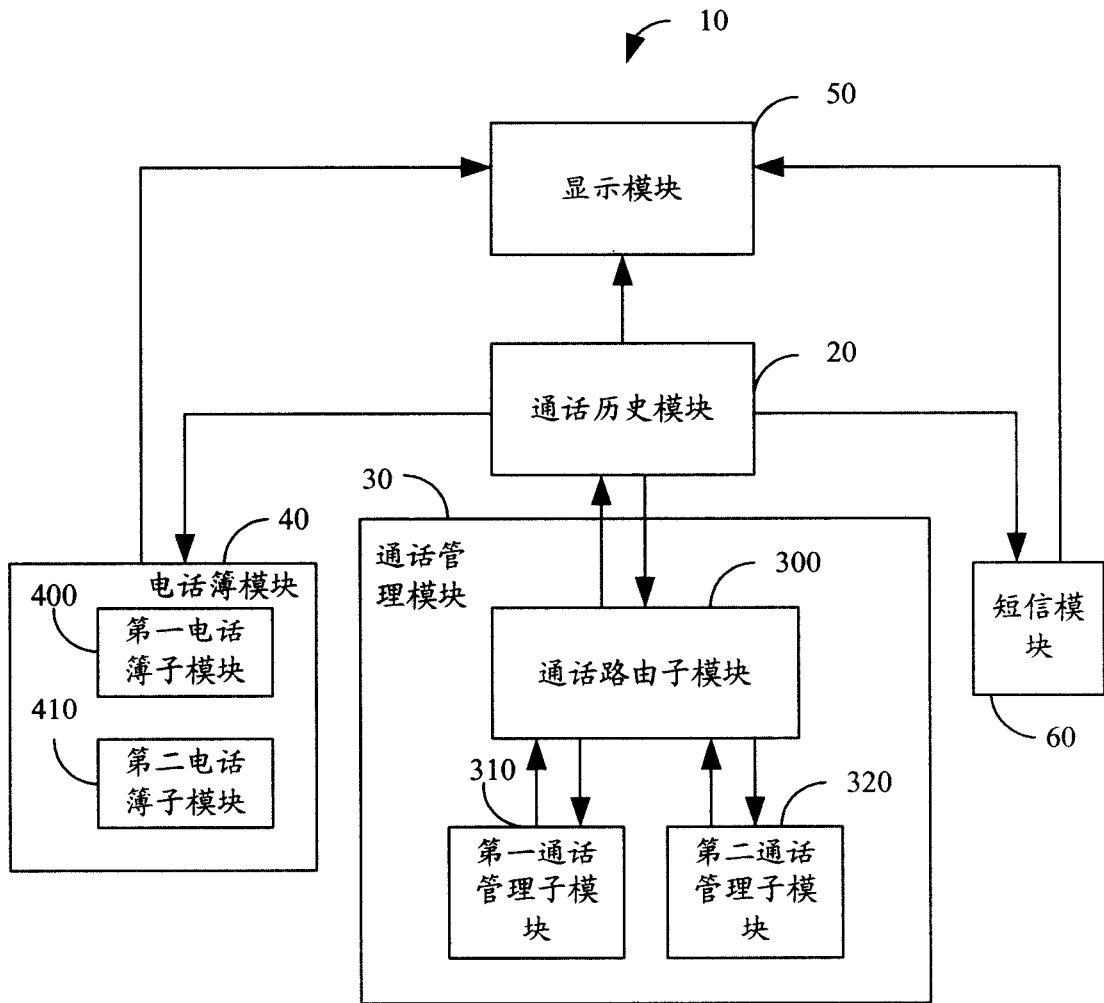 10
50
显示模块
20
通话历史模块
30
40
通话管
理模块
300
电话簿模块
400
第一电话
簿子模块
短信模
块
通话路由子模块
410
60
第二电话
簿子模块
310
320
第一通话
管理子模
块
第二通话
管理子模
块